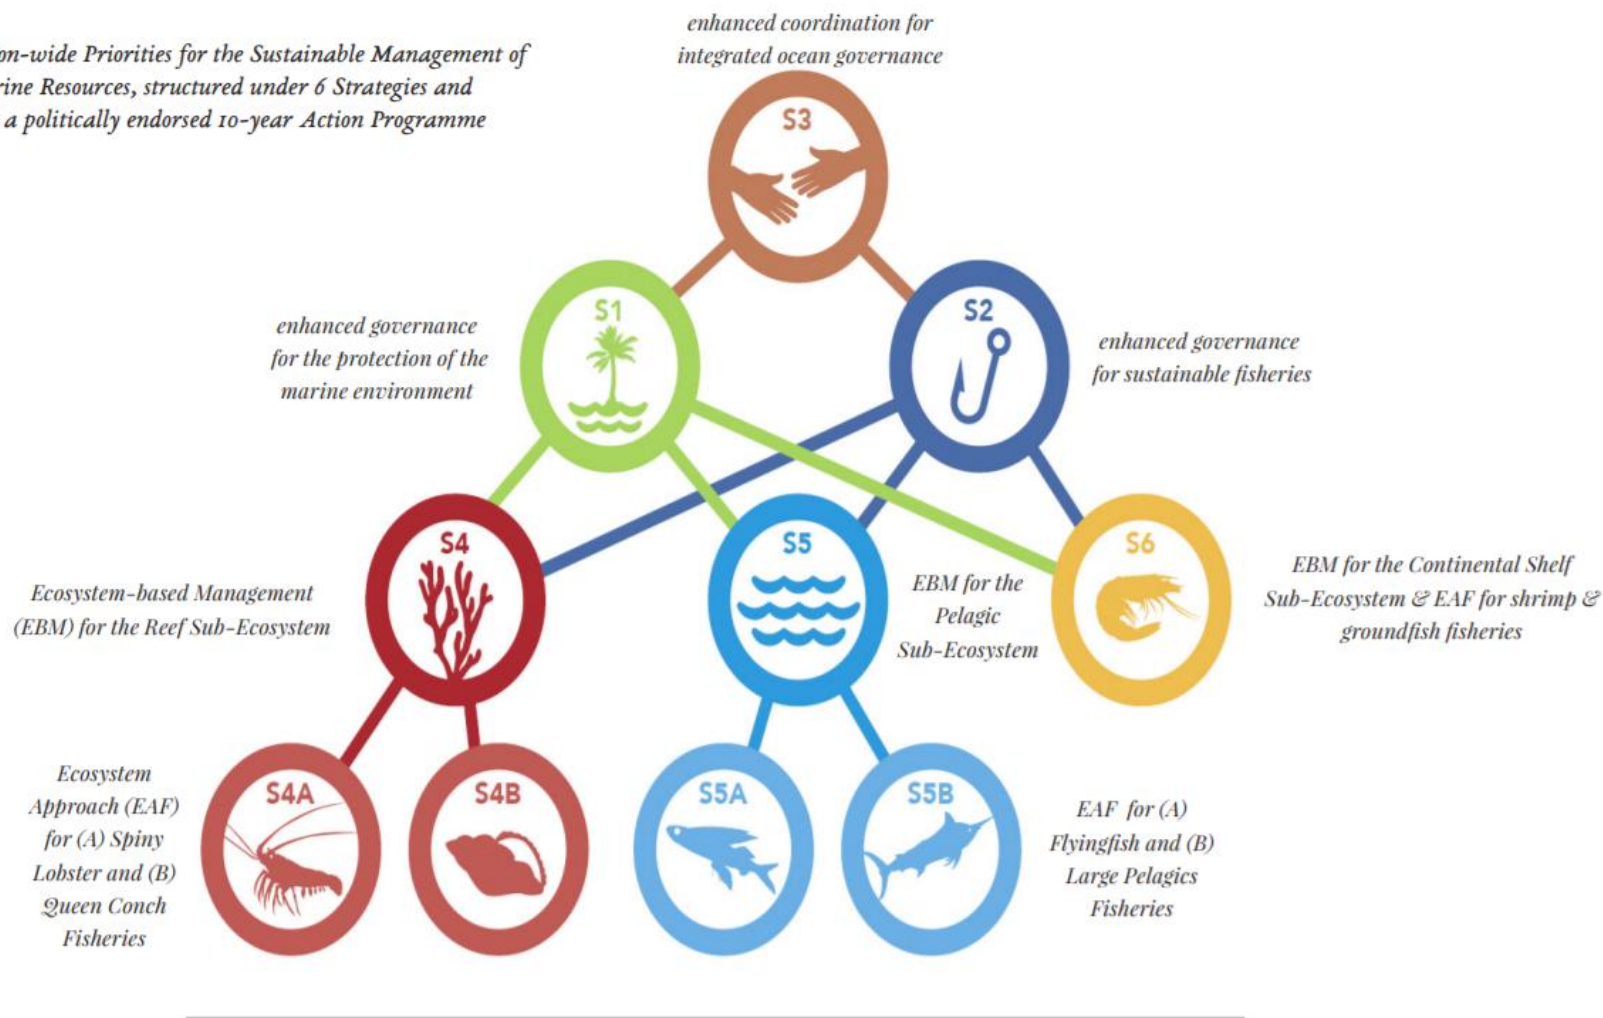 enhanced coordination for
integrated ocean governance
on-wide Priorities for the Sustainable Management of
rine Resources, structured under 6 Strategies and
a politically endorsed 10-year Action Programme
S3
S1
S2
enhanced governance
for the protection of the
marine environment
enhanced governance
for sustainable fisheries
S4
S5
S6
Ecosystem-based Management
(EBM) for the Reef Sub-Ecosystem
EBM for the
Pelagic
Sub-Ecosystem
EBM for the Continental Shelf
Sub-Ecosystem & EAF for shrimp &
groundfish fisheries
Ecosystem
Approach (EAF)
for (A) Spiny
Lobster and (B)
Queen Conch
Fisheries
S4A
S4B
S5A
S5B
EAF for (A)
Flyingfish and (B)
Large Pelagics
Fisheries